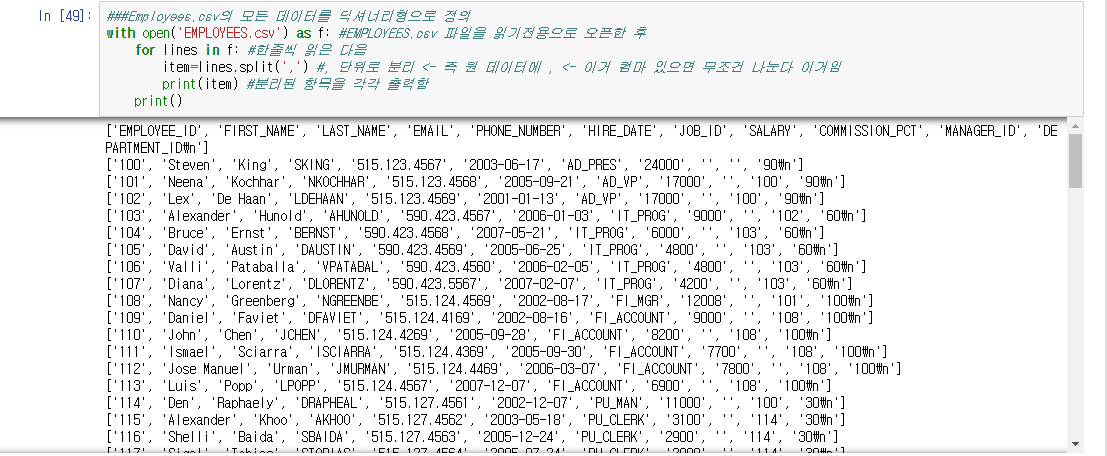 In [49]:
###Employees.csv의 모든 데이터를 딕셔너리형으로 정의
with open('EMPLOYEES.csv') as f: #EMPLOYEES.csv 파일을 읽기전용으로 오픈한 후
for lines in f: #한줄씩 읽은 다음
item=lines.split(',') #, 단위로 분리 <- 즉 원 데이터에 , <- 이거 컴마 있으면 무조건 나눈다 이거임
print(item) #분리된 항목을 각각 출력함
print()
['EMPLOYEE_ID', 'FIRST_NAME', 'LAST_NAME', 'EMAIL', 'PHONE_NUMBER', 'HIRE_DATE', 'JOB_ID', 'SALARY', 'COMMISSION_PCT', 'MANAGER_ID', 'DE
PARTMENT_ID₩n']
['100', 'Steven', 'King', 'SKING', '515.123.4567', '2003-06-17', 'AD_PRES', '24000', '', '', '90₩n']
['101', 'Neena', 'Kochhar', 'NKOCHHAR', '515.123.4568', '2005-09-21', 'AD_VP', '17000', '', '100', '90₩n']
['102', 'Lex', 'De Haan', 'LDEHAAN', '515.123.4569', '2001-01-13', 'AD_VP', '17000', '', '100', '90₩n']
['103', 'Alexander', 'Hunold', 'AHUNOLD', '590.423.4567', '2006-01-03', 'IT_PROG', '9000', '', '102', '60₩n']
['104', 'Bruce', 'Ernst', 'BERNST', '590.423.4568', '2007-05-21', 'IT_PROG', '6000', '', '103', '60₩n']
['105', 'David', 'Austin', 'DAUSTIN', '590.423.4569', '2005-06-25', 'IT_PROG', '4800', '', '103', '60₩n']
['106', 'Valli', 'Pataballa', 'VPATABAL', '590.423.4560', '2006-02-05', 'IT_PROG', '4800', '', '103', '60₩n']
['107', 'Diana', 'Lorentz', 'DLORENTZ', '590.423.5567', '2007-02-07', 'IT_PROG', '4200', '', '103', '60₩n']
['108', 'Nancy', 'Greenberg', 'NGREENBE', '515.124.4569', '2002-08-17', 'FI_MGR', '12008', '', '101', '100₩n']
['109', 'Daniel', 'Faviet', 'DFAVIET', '515.124.4169', '2002-08-16', 'FI_ACCOUNT', '9000', '', '108', '100₩n']
['110', 'John', 'Chen', 'JCHEN', '515.124.4269', '2005-09-28', 'FI_ACCOUNT', '8200', '', '108', '100₩n']
['111', 'Ismael', 'Sciarra', 'ISCIARRA', '515.124.4369', '2005-09-30', 'FI_ACCOUNT', '7700', '', '108', '100₩n']
['112', 'Jose Manuel', 'Urman', 'JMURMAN', '515.124.4469', '2006-03-07', 'FI_ACCOUNT', '7800', '', '108', '100₩n']
['113', 'Luis', 'Popp', 'LPOPP', '515.124.4567', '2007-12-07', 'FI_ACCOUNT', '6900', '', '108', '100₩n']
['114', 'Den', 'Raphaely', 'DRAPHEAL', '515.127.4561', '2002-12-07', 'PU_MAN', '11000', '', '100', '30₩n']
['115', 'Alexander', 'Khoo', 'AKHOO', '515.127.4562', '2003-05-18', 'PU_CLERK', '3100', '', '114', '30₩n']
['116', 'Shelli', 'Baida', 'SBAIDA', '515.127.4563', '2005-12-24', 'PU_CLERK', '2900', '', '114', '30₩n']